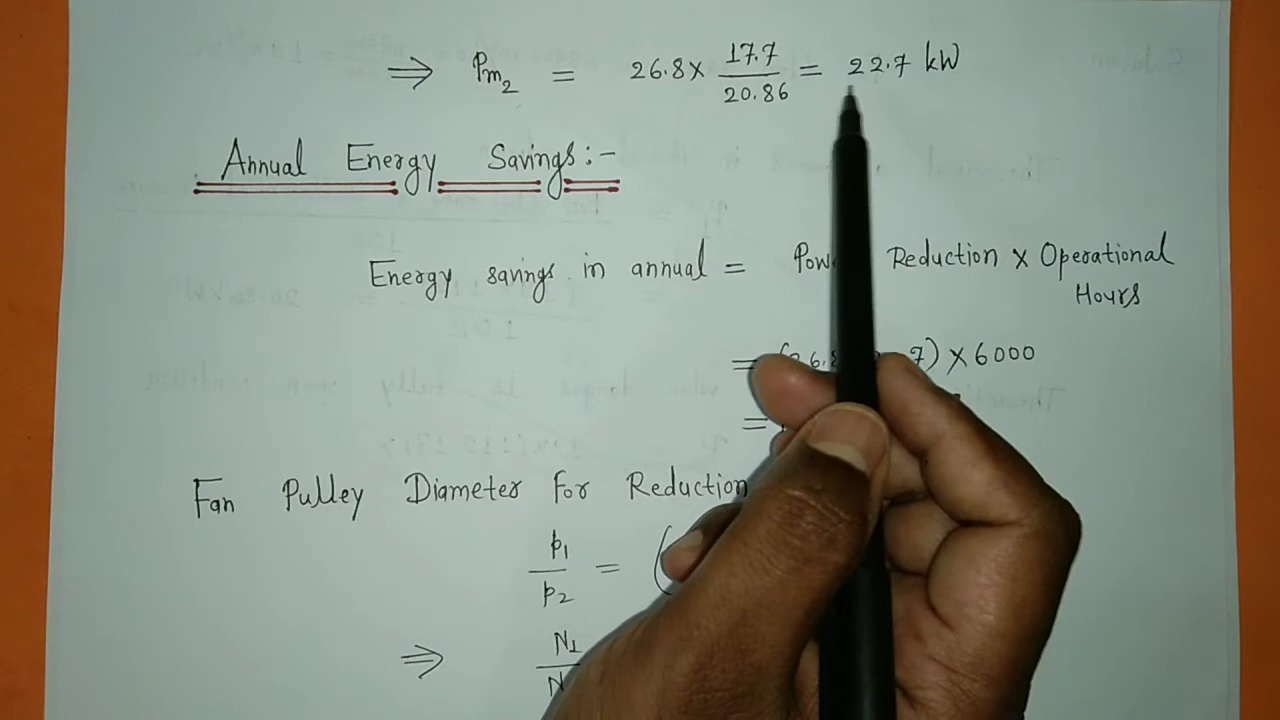 ⇒ Pm₂ = 26.8 × 17.7/20.86 = 22.7 kW
Annual Energy Savings:-
Energy savings in annual = Reduction × Operational
Hours
= 7) × 6000
=
Fan Pulley Diameter For Reduction
p₁/p₂ = (
⇒ N₁/N